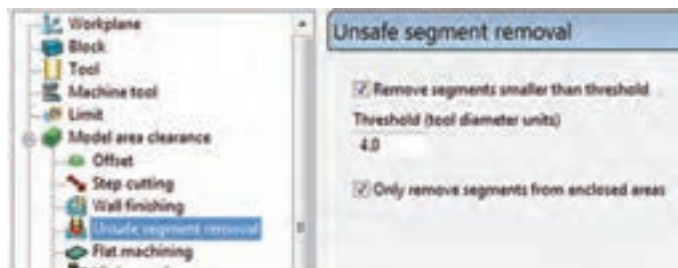 Workplane
Block
Tool
Machine tool
Limit
Model area clearance
Offset
Step cutting
Wall finishing
Unsafe segment removal
Flat machining
Unsafe segment removal
Remove segments smaller than threshold
Threshold (tool diameter units)
4.0
Only remove segments from enclosed areas